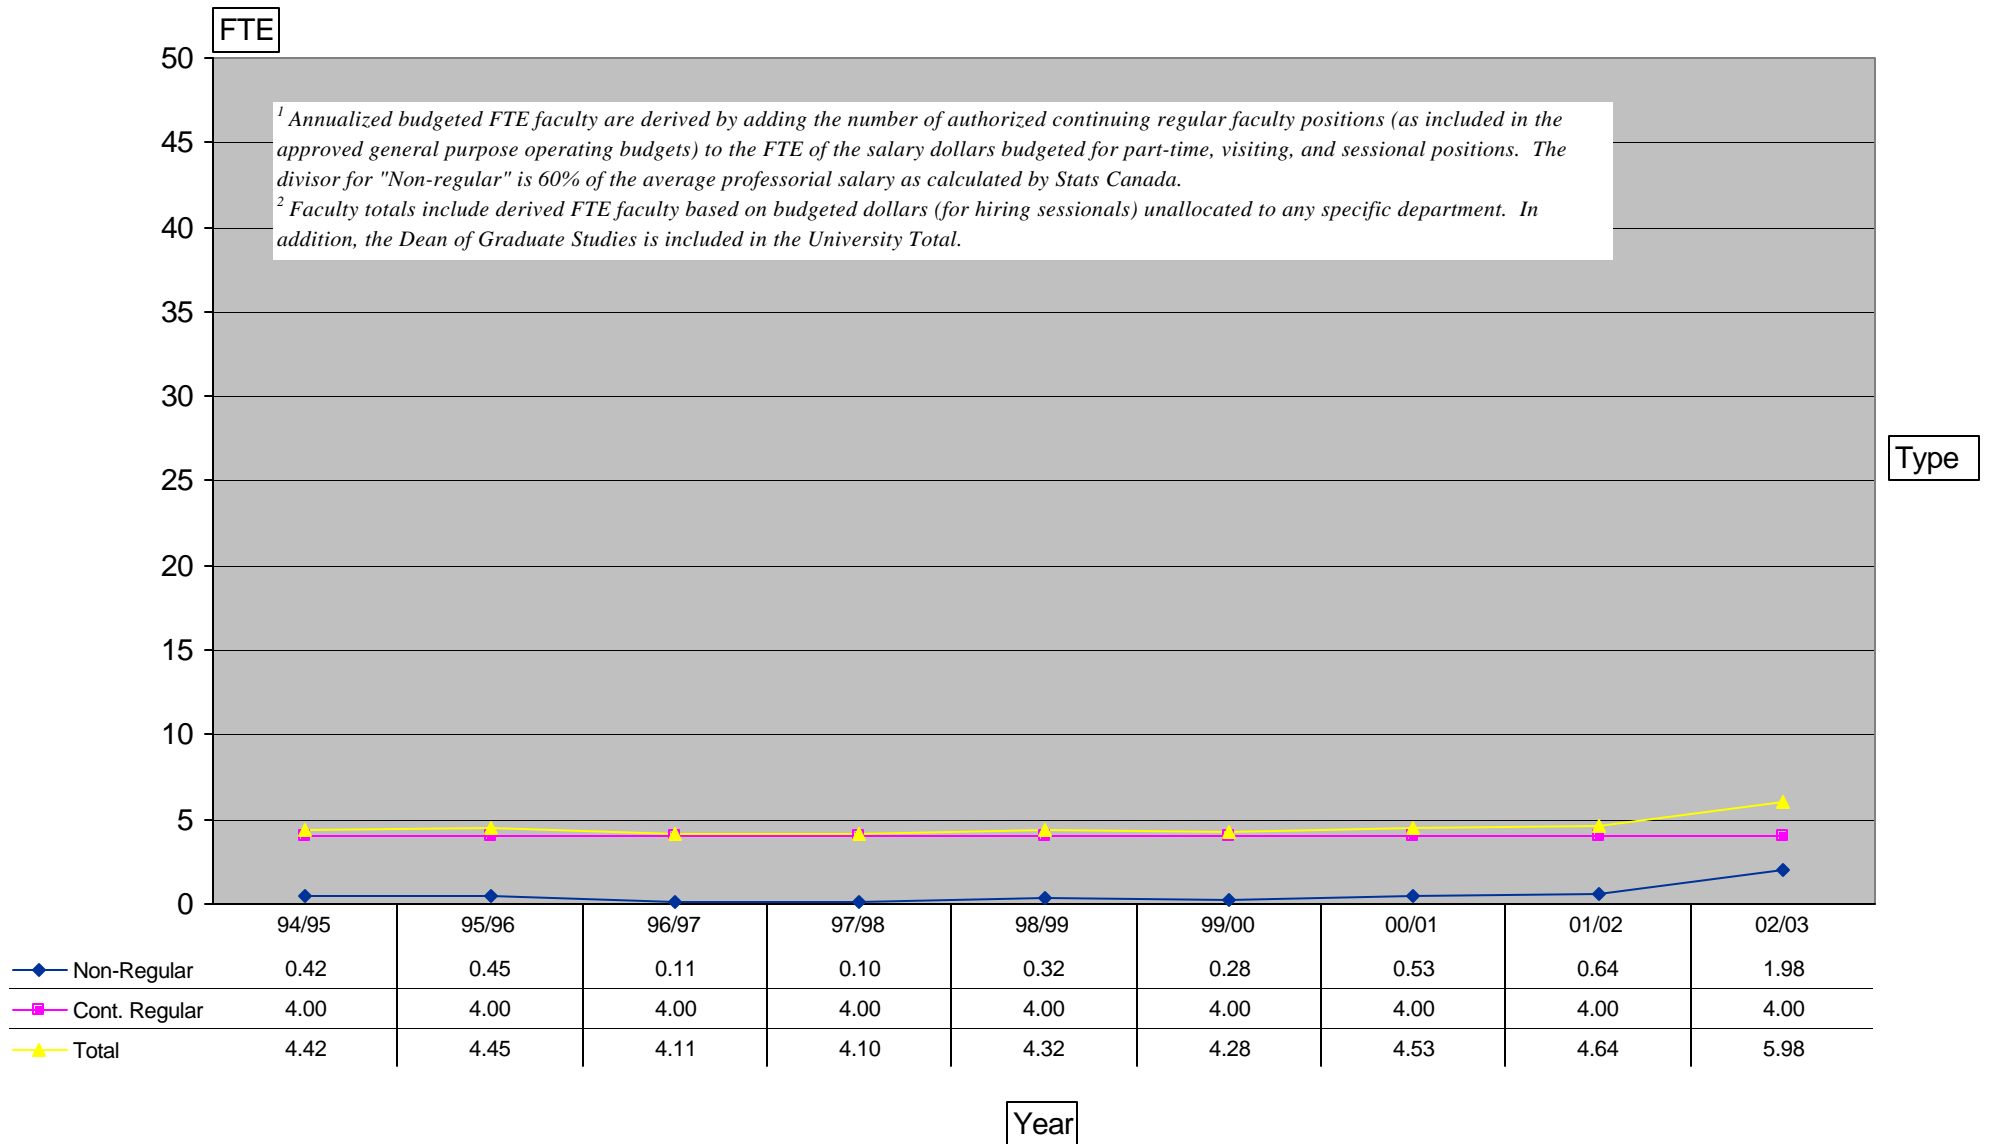 FTE
50
¹ Annualized budgeted FTE faculty are derived by adding the number of authorized continuing regular faculty positions (as included in the
45
approved general purpose operating budgets) to the FTE of the salary dollars budgeted for part-time, visiting, and sessional positions. The
divisor for "Non-regular" is 60% of the average professorial salary as calculated by Stats Canada.
² Faculty totals include derived FTE faculty based on budgeted dollars (for hiring sessionals) unallocated to any specific department. In
40
addition, the Dean of Graduate Studies is included in the University Total.
35
30
25
Type
20
15
10
5
0
94/95 95/96 96/97 97/98 98/99 99/00 00/01 01/02 02/03
Non-Regular 0.42 0.45 0.11 0.10 0.32 0.28 0.53 0.64 1.98
Cont. Regular 4.00 4.00 4.00 4.00 4.00 4.00 4.00 4.00 4.00
Total 4.42 4.45 4.11 4.10 4.32 4.28 4.53 4.64 5.98
Year